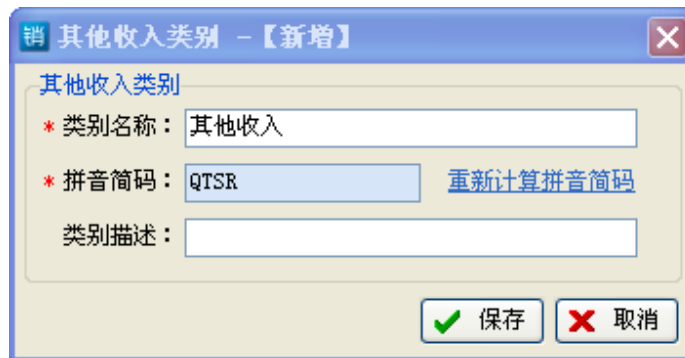 销 其他收入类别 -【新增】
其他收入类别
* 类别名称： 其他收入
* 拼音简码： QTSR 重新计算拼音简码
类别描述：
保存 取消